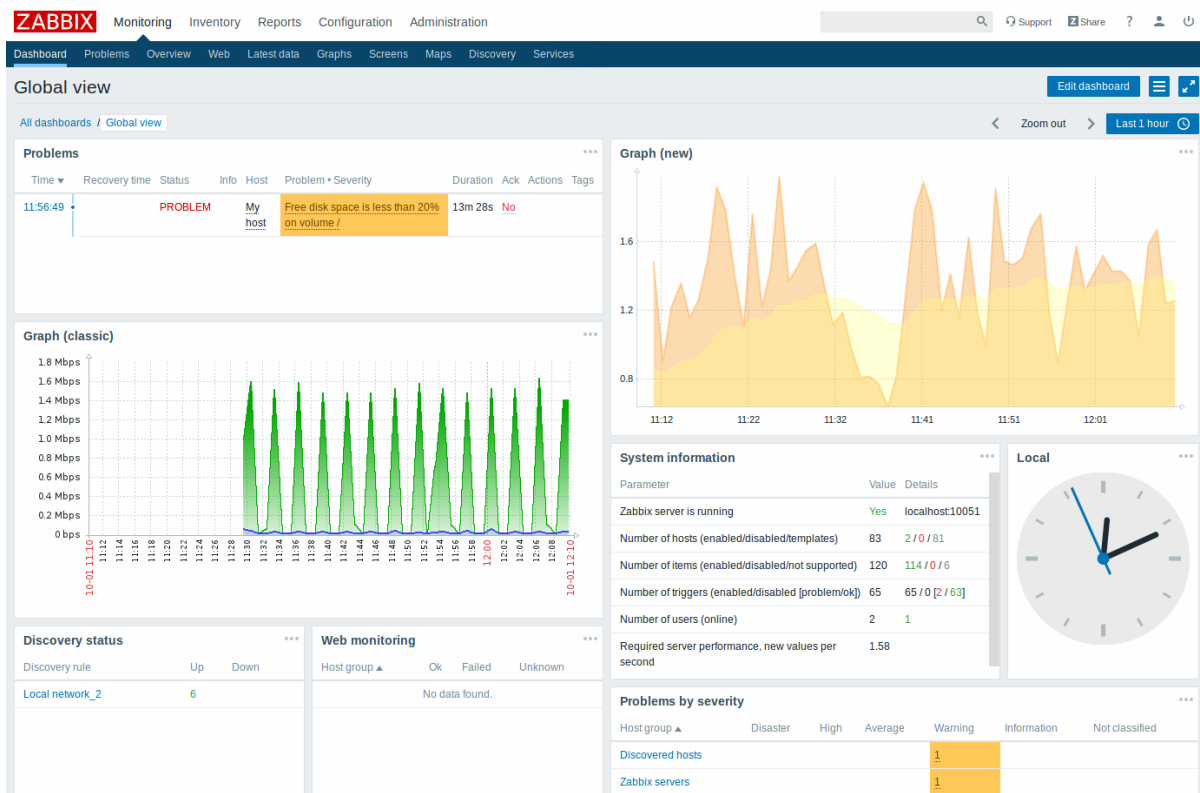 ZABBIX Monitoring Inventory Reports Configuration Administration Support Z Share ?
Dashboard Problems Overview Web Latest data Graphs Screens Maps Discovery Services
Global view Edit dashboard
All dashboards / Global view Zoom out Last 1 hour
Problems
Time Recovery time Status Info Host Problem • Severity Duration Ack Actions Tags
11:56:49 PROBLEM My Free disk space is less than 20% 13m 28s No
host on volume /
Graph (classic)
1.8 Mbps
1.6 Mbps
1.4 Mbps
1.2 Mbps
1.0 Mbps
0.8 Mbps
0.6 Mbps
0.4 Mbps
0.2 Mbps
0 bps
10-01 11:10 11:12 11:14 11:16 11:18 11:20 11:22 11:24 11:26 11:28 11:30 11:32 11:34 11:36 11:38 11:40 11:42 11:44 11:46 11:48 11:50 11:52 11:54 11:56 11:58 12:00 12:02 12:04 12:06 12:08 10-01 12:10
Discovery status
Discovery rule Up Down
Local network_2 6
Web monitoring
Host group Ok Failed Unknown
No data found.
Graph (new)
1.6
1.2
0.8
11:12 11:22 11:32 11:41 11:51 12:01
System information
Parameter Value Details
Zabbix server is running Yes localhost:10051
Number of hosts (enabled/disabled/templates) 83 2 / 0 / 81
Number of items (enabled/disabled/not supported) 120 114 / 0 / 6
Number of triggers (enabled/disabled [problem/ok]) 65 65 / 0 [2 / 63]
Number of users (online) 2 1
Required server performance, new values per 1.58
second
Local
Problems by severity
Host group Disaster High Average Warning Information Not classified
Discovered hosts 1
Zabbix servers 1